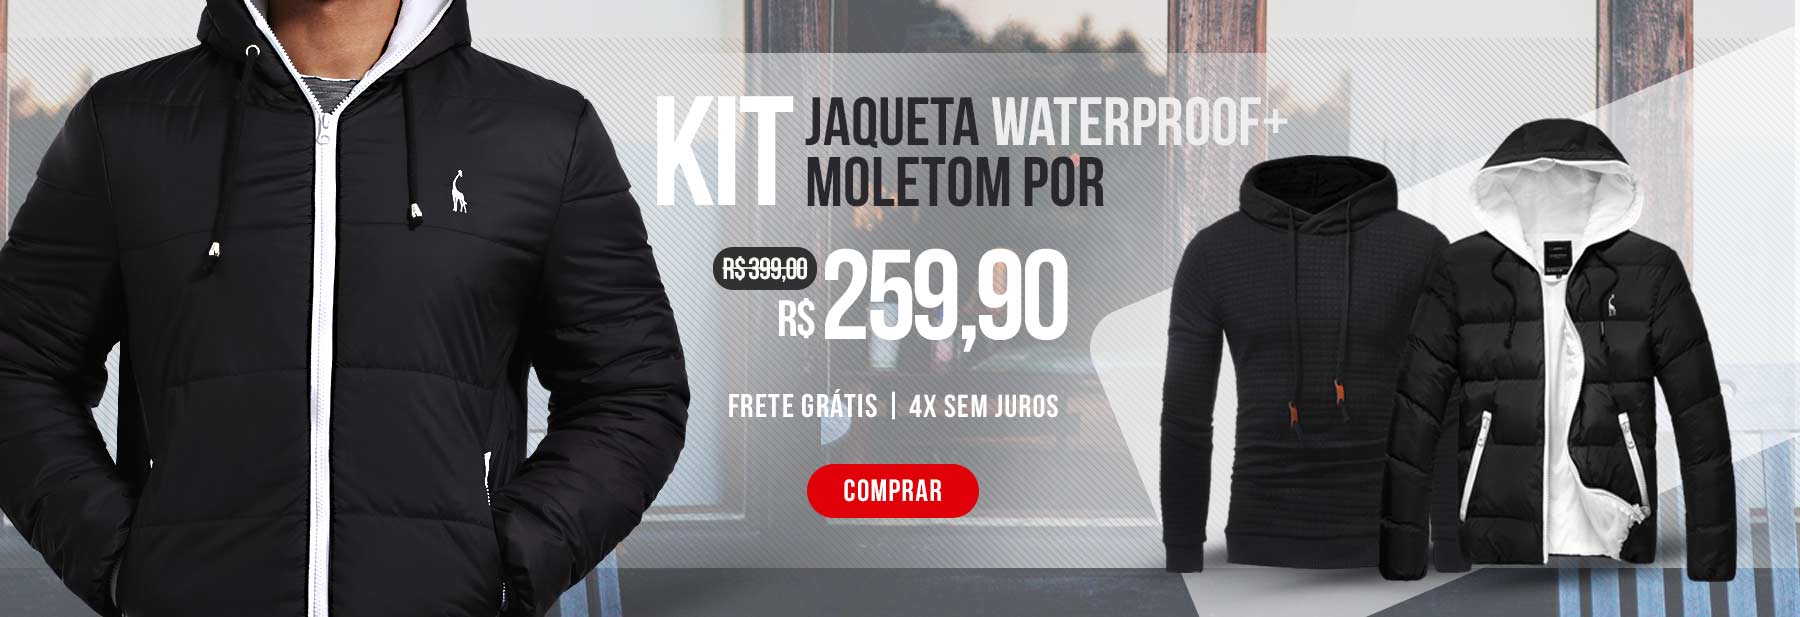 KIT JAQUETA WATERPROOF+
MOLETOM POR
R$ 399,00
R$ 259,90
FRETE GRÁTIS | 4X SEM JUROS
COMPRAR